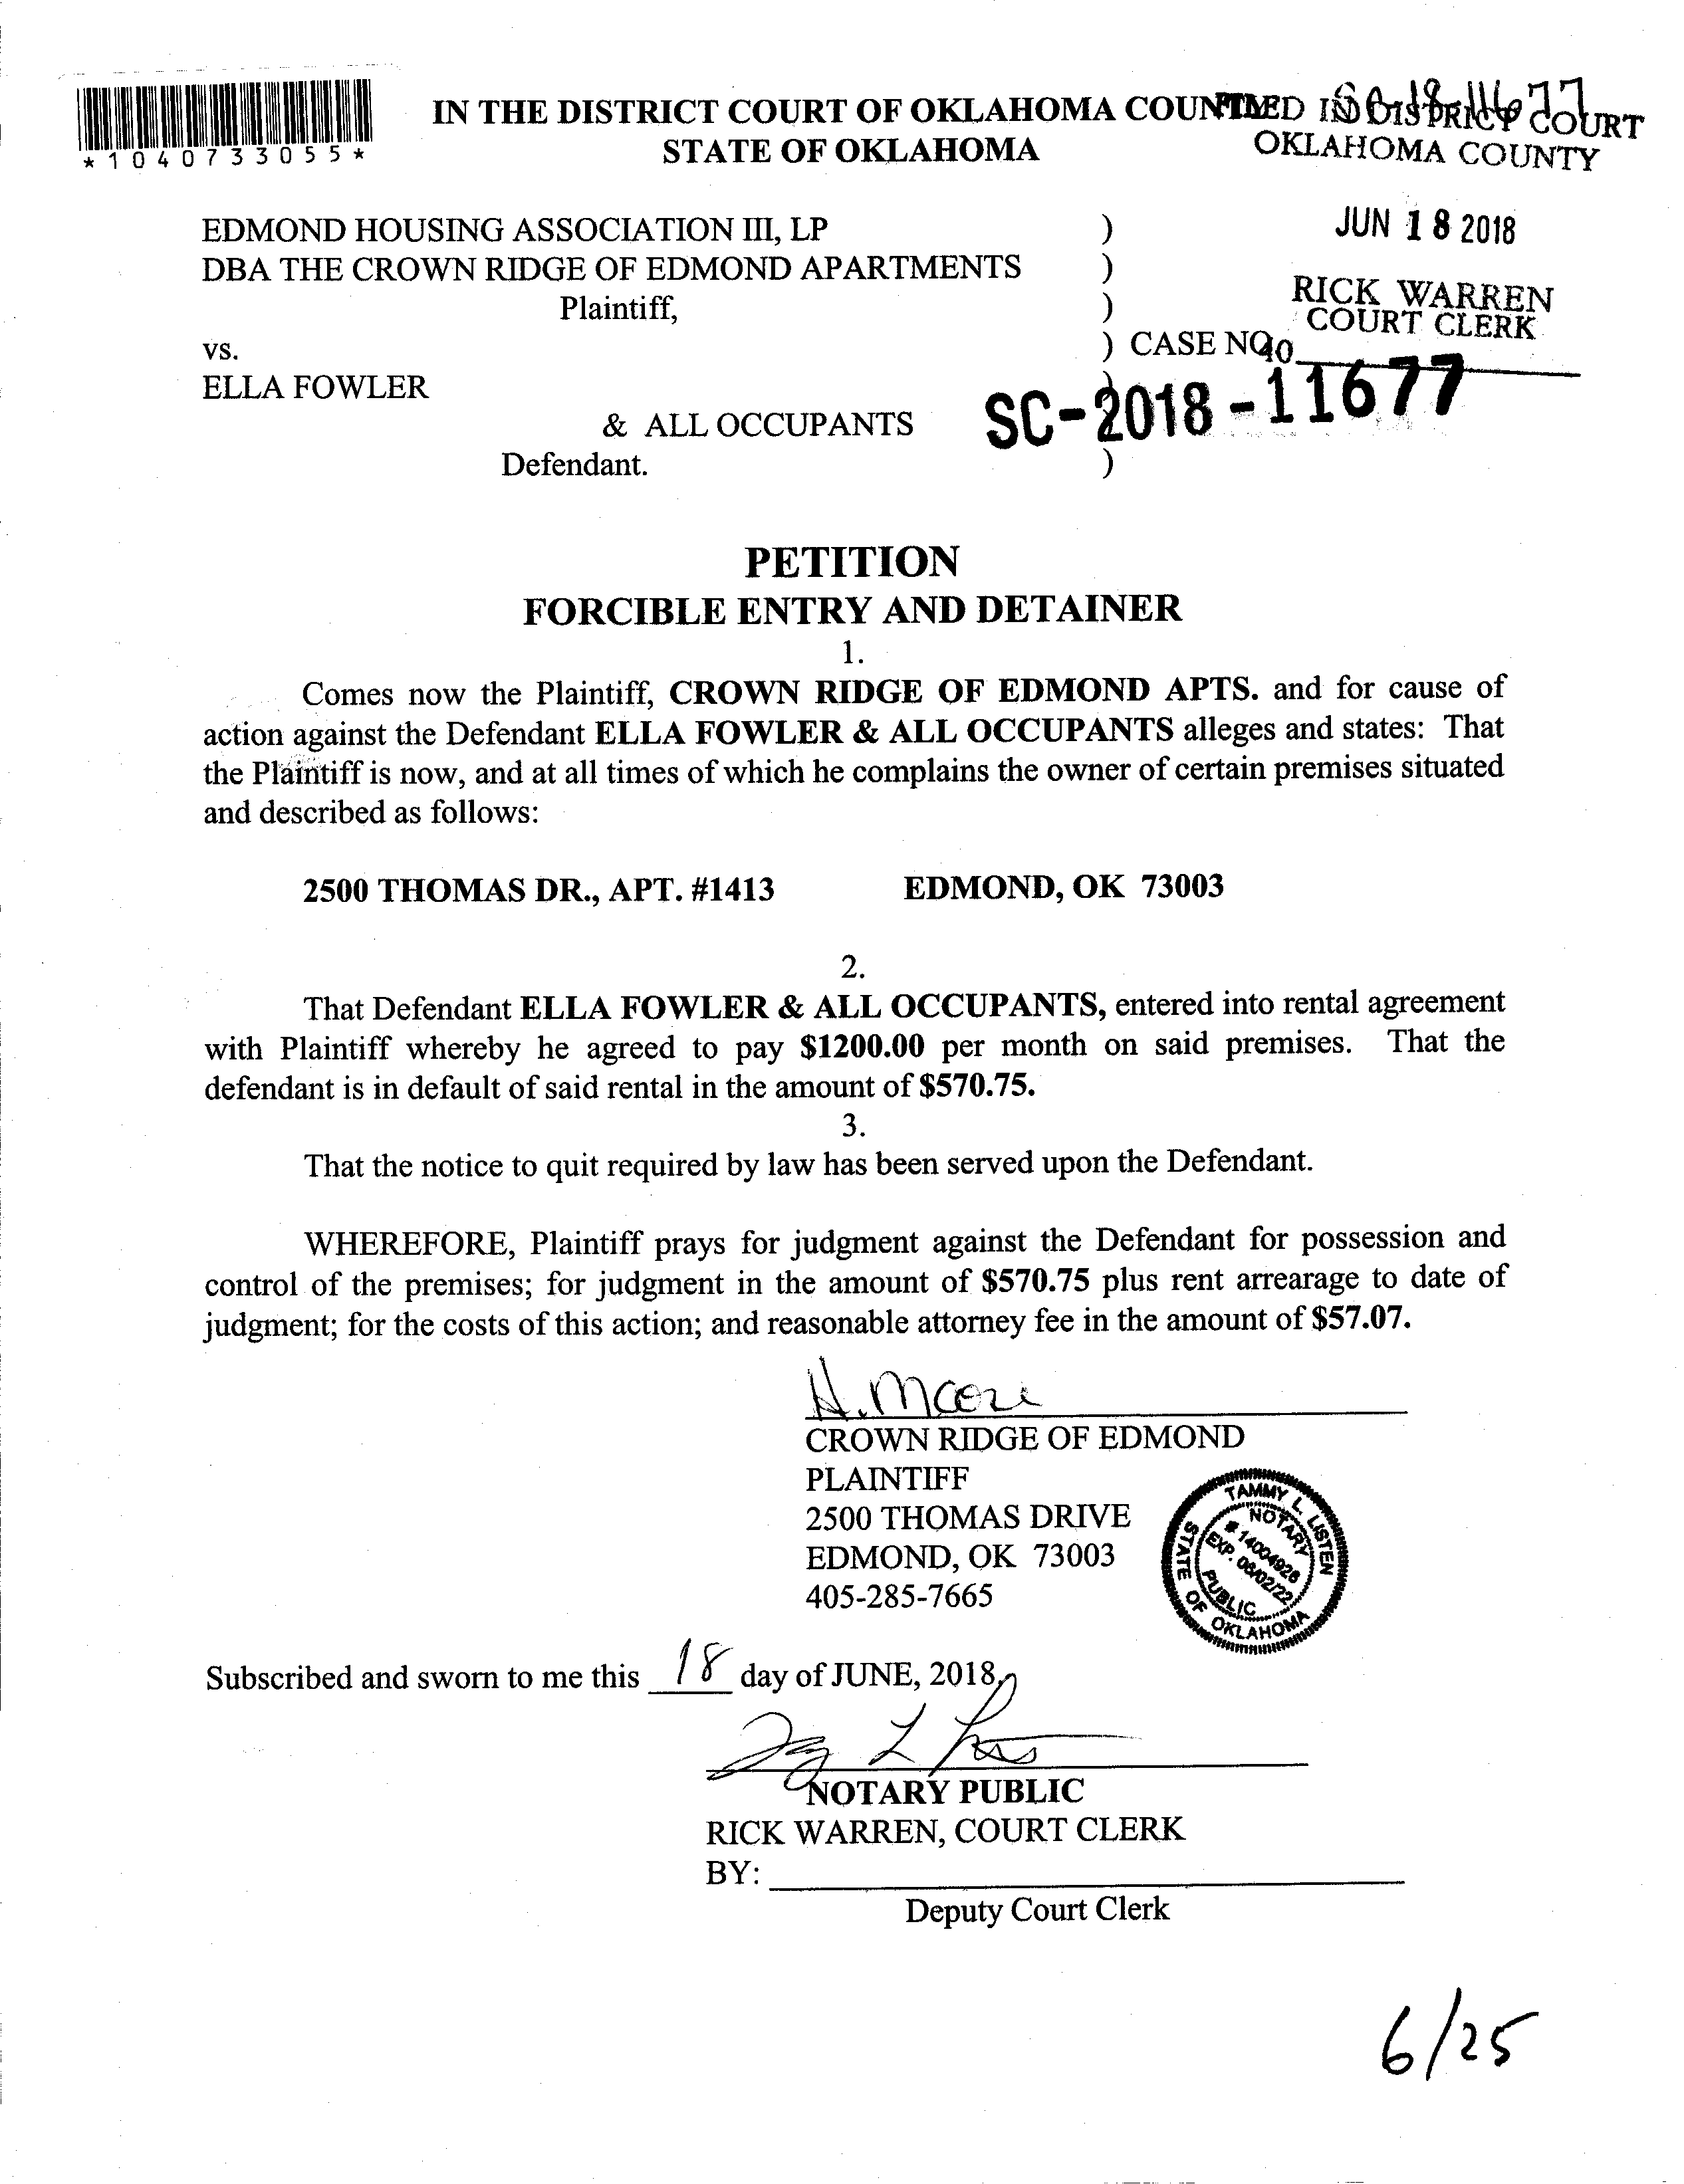 *1040733055*
IN THE DISTRICT COURT OF OKLAHOMA COUNTY
STATE OF OKLAHOMA
FILED IN DISTRICT COURT
OKLAHOMA COUNTY
JUN 18 2018
RICK WARREN
COURT CLERK
40
EDMOND HOUSING ASSOCIATION III, LP )
DBA THE CROWN RIDGE OF EDMOND APARTMENTS )
Plaintiff, )
vs. ) CASE NO.
ELLA FOWLER )
SC-2018-11677
& ALL OCCUPANTS
Defendant. )
PETITION
FORCIBLE ENTRY AND DETAINER
1.
Comes now the Plaintiff, CROWN RIDGE OF EDMOND APTS. and for cause of
action against the Defendant ELLA FOWLER & ALL OCCUPANTS alleges and states: That
the Plaintiff is now, and at all times of which he complains the owner of certain premises situated
and described as follows:
2500 THOMAS DR., APT. #1413 EDMOND, OK 73003
2.
That Defendant ELLA FOWLER & ALL OCCUPANTS, entered into rental agreement
with Plaintiff whereby he agreed to pay $1200.00 per month on said premises. That the
defendant is in default of said rental in the amount of $570.75.
3.
That the notice to quit required by law has been served upon the Defendant.
WHEREFORE, Plaintiff prays for judgment against the Defendant for possession and
control of the premises; for judgment in the amount of $570.75 plus rent arrearage to date of
judgment; for the costs of this action; and reasonable attorney fee in the amount of $57.07.
H. Moore
CROWN RIDGE OF EDMOND
PLAINTIFF
2500 THOMAS DRIVE
EDMOND, OK 73003
405-285-7665
TAMMY L. LISTEN
NOTARY
# 14004926
EXP. 06/02/22
PUBLIC
STATE OF OKLAHOMA
Subscribed and sworn to me this 18 day of JUNE, 2018.
NOTARY PUBLIC
RICK WARREN, COURT CLERK
BY:
Deputy Court Clerk
6/25